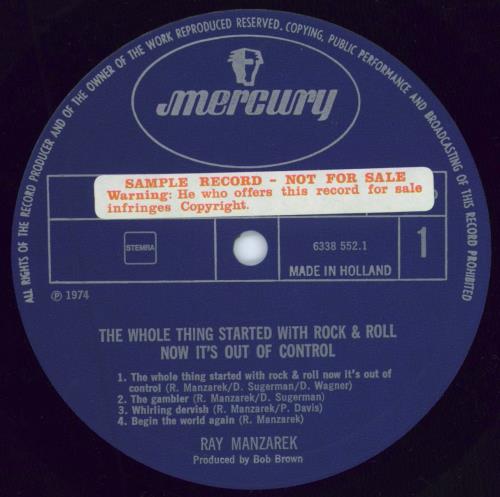 ALL RIGHTS OF THE RECORD PRODUCER AND OF THE OWNER OF THE WORK REPRODUCED RESERVED. COPYING, PUBLIC PERFORMANCE AND BROADCASTING OF THIS RECORD PROHIBITED
mercury
SAMPLE RECORD - NOT FOR SALE
Warning: He who offers this record for sale
infringes Copyright.
STEMRA
6338 552.1
1
MADE IN HOLLAND
℗ 1974
THE WHOLE THING STARTED WiTH ROCK & ROLL
NOW IT'S OUT OF CONTROL
1. The whole thing started with rock & roll now it's out of
control (R. Manzarek/D. Sugerman/D. Wagner)
2. The gambler (R. Manzarek/D. Sugerman)
3. Whirling dervish (R. Manzarek/P. Davis)
4. Begin the world again (R. Manzarek)
RAY MANZAREK
Produced by Bob Brown